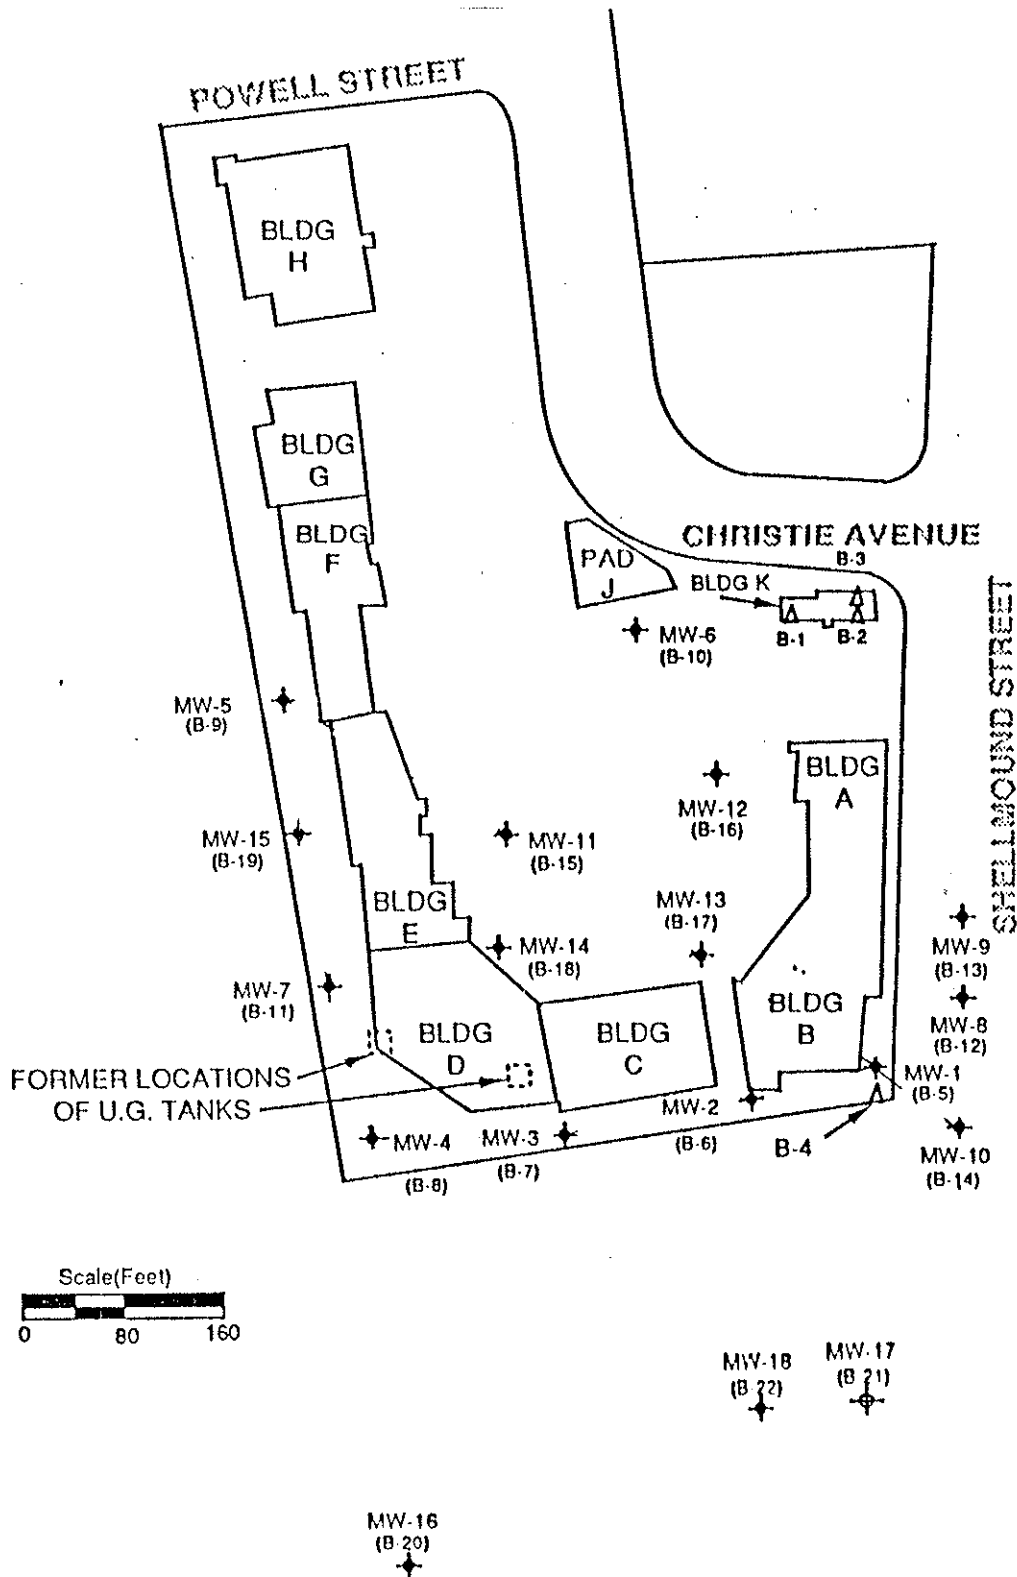 POWELL STREET
BLDG
H
BLDG
G
BLDG
F
CHRISTIE AVENUE
B-3
PAD
J
BLDG K
B-1
B-2
MW-6
(B-10)
SHELLMOUND STREET
MW-5
(B-9)
BLDG
A
MW-12
(B-16)
MW-15
(B-19)
MW-11
(B-15)
BLDG
E
MW-13
(B-17)
MW-14
(B-18)
MW-9
(B-13)
MW-7
(B-11)
BLDG
D
BLDG
C
BLDG
B
MW-8
(B-12)
FORMER LOCATIONS
OF U.G. TANKS
MW-1
(B-5)
MW-2
(B-6)
B-4
MW-4
(B-8)
MW-3
(B-7)
MW-10
(B-14)
Scale(Feet)
0 80 160
MW-18
(B-22)
MW-17
(B-21)
MW-16
(B-20)